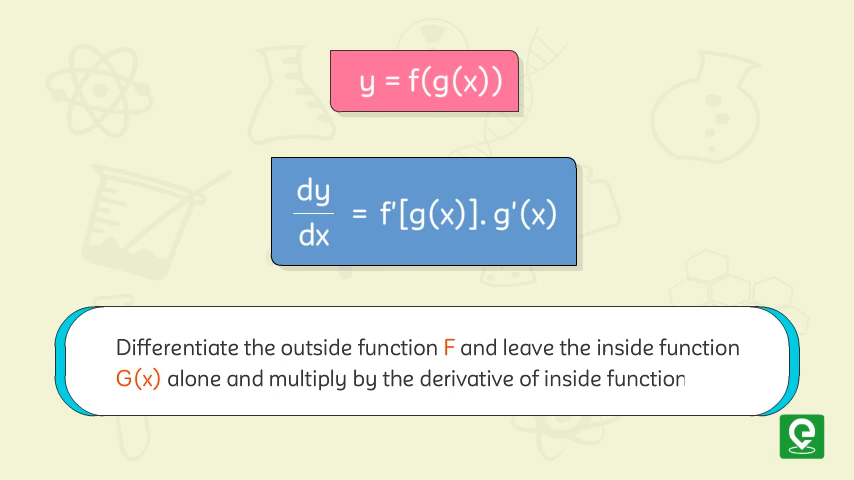 y = f(g(x))
dy
dx
= f'[g(x)]. g'(x)
Differentiate the outside function F and leave the inside function
G(x) alone and multiply by the derivative of inside function